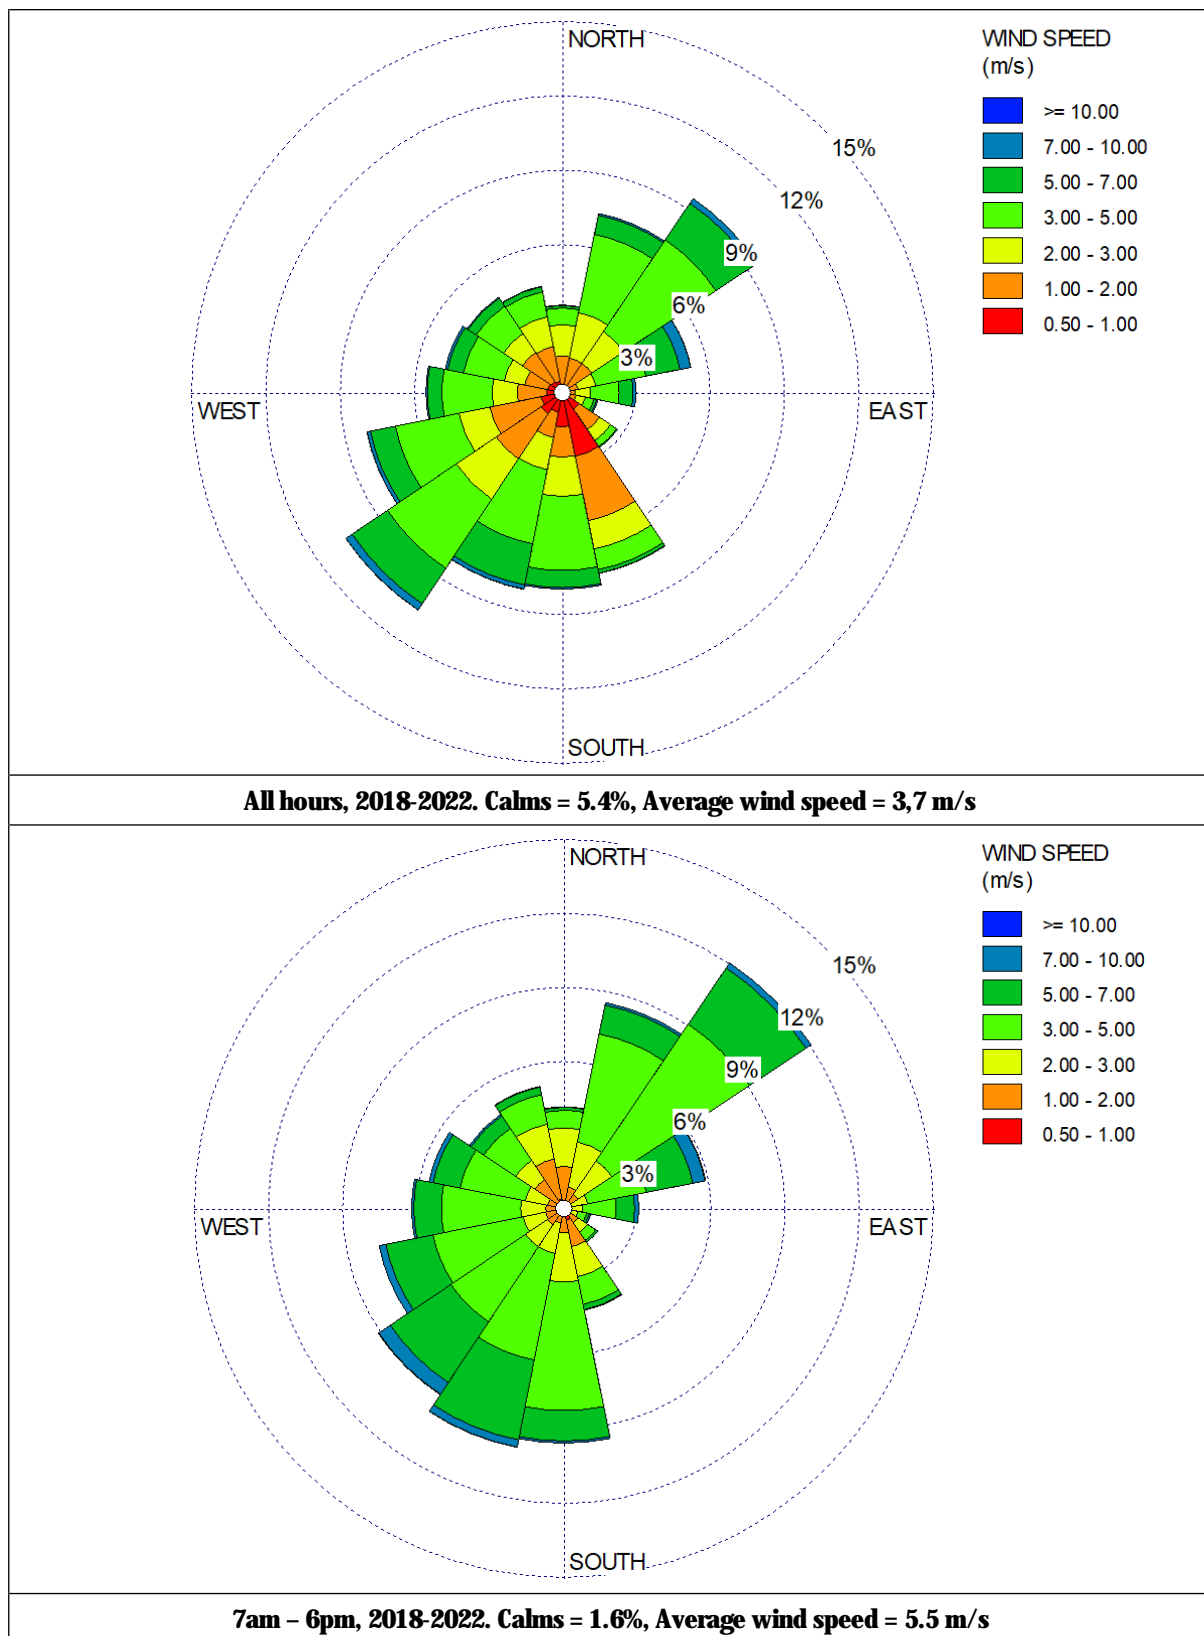 NORTH
WIND SPEED
(m/s)
>= 10.00
7.00 - 10.00
5.00 - 7.00
3.00 - 5.00
2.00 - 3.00
1.00 - 2.00
0.50 - 1.00
15%
12%
9%
6%
3%
WEST
EAST
SOUTH
All hours, 2018-2022. Calms = 5.4%, Average wind speed = 3,7 m/s
NORTH
WIND SPEED
(m/s)
>= 10.00
7.00 - 10.00
5.00 - 7.00
3.00 - 5.00
2.00 - 3.00
1.00 - 2.00
0.50 - 1.00
15%
12%
9%
6%
3%
WEST
EAST
SOUTH
7am – 6pm, 2018-2022. Calms = 1.6%, Average wind speed = 5.5 m/s